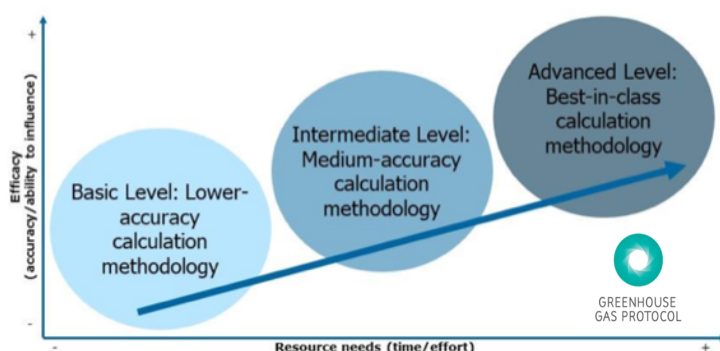 +
Efficacy
(accuracy/ability to influence)
-
Basic Level: Lower-
accuracy
calculation
methodology
Intermediate Level:
Medium-accuracy
calculation
methodology
Advanced Level:
Best-in-class
calculation
methodology
GREENHOUSE
GAS PROTOCOL
-
Resource needs (time/effort)
+